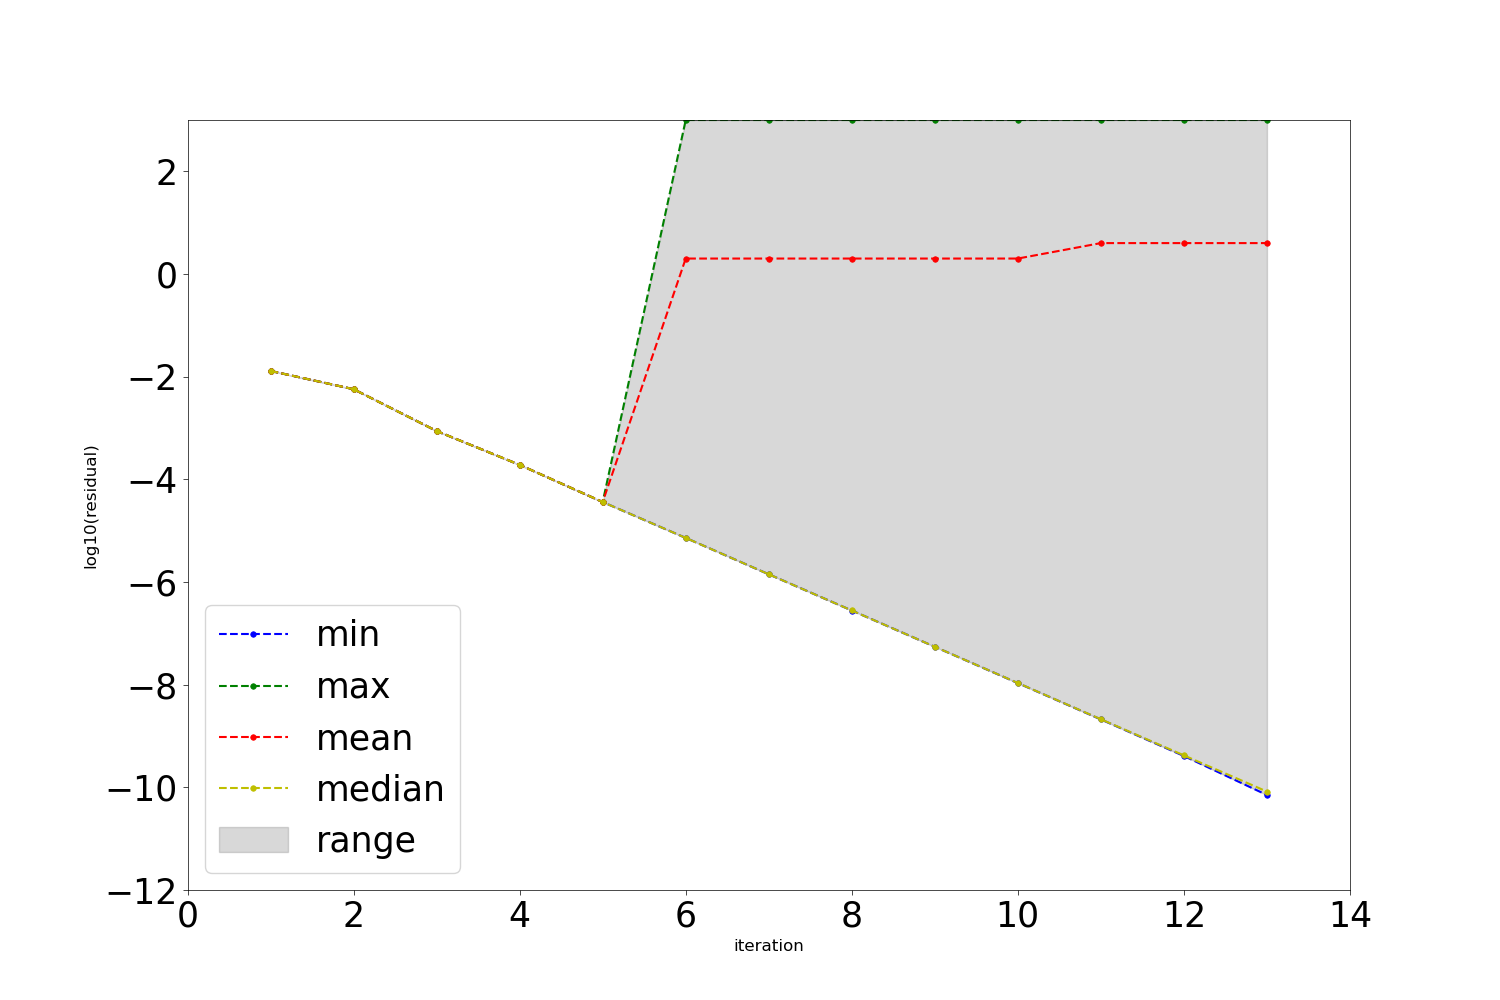 2
0
−2
−4
−6
−8
−10
−12
log10(residual)
min
max
mean
median
range
0 2 4 6 8 10 12 14
iteration